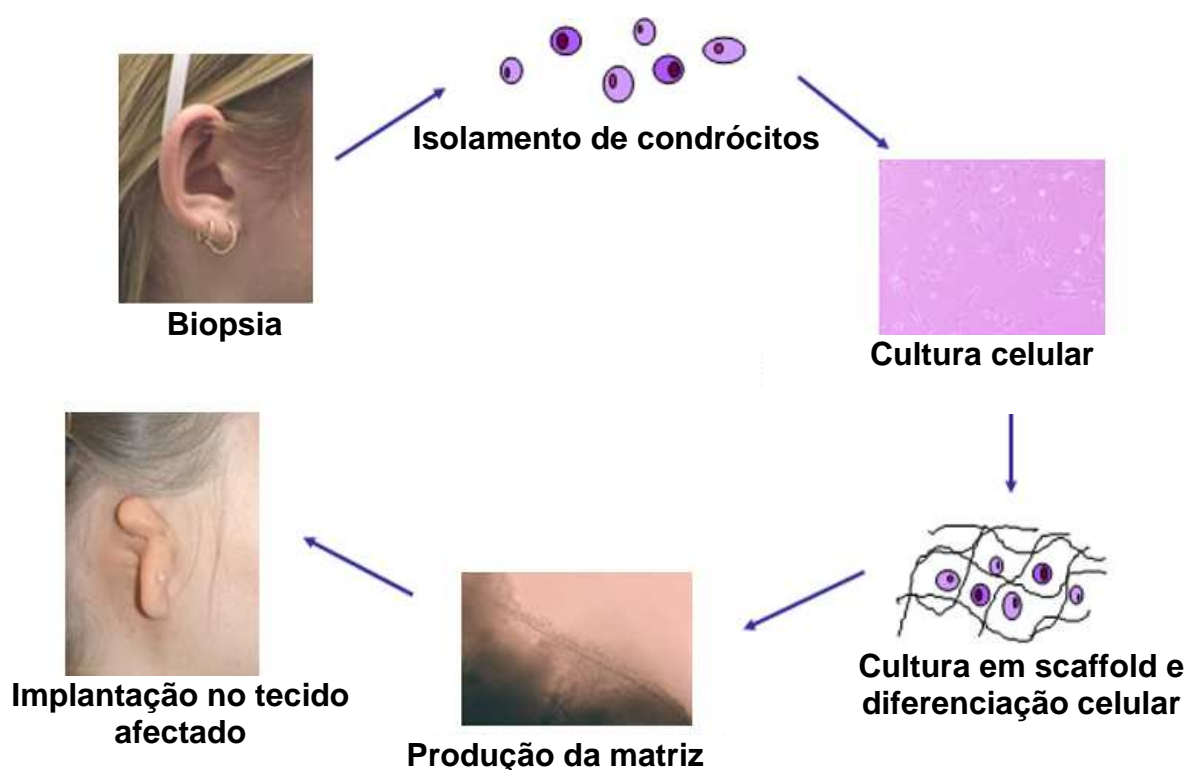 Isolamento de condrócitos
Biopsia
Cultura celular
Cultura em scaffold e
diferenciação celular
Produção da matriz
Implantação no tecido
afectado